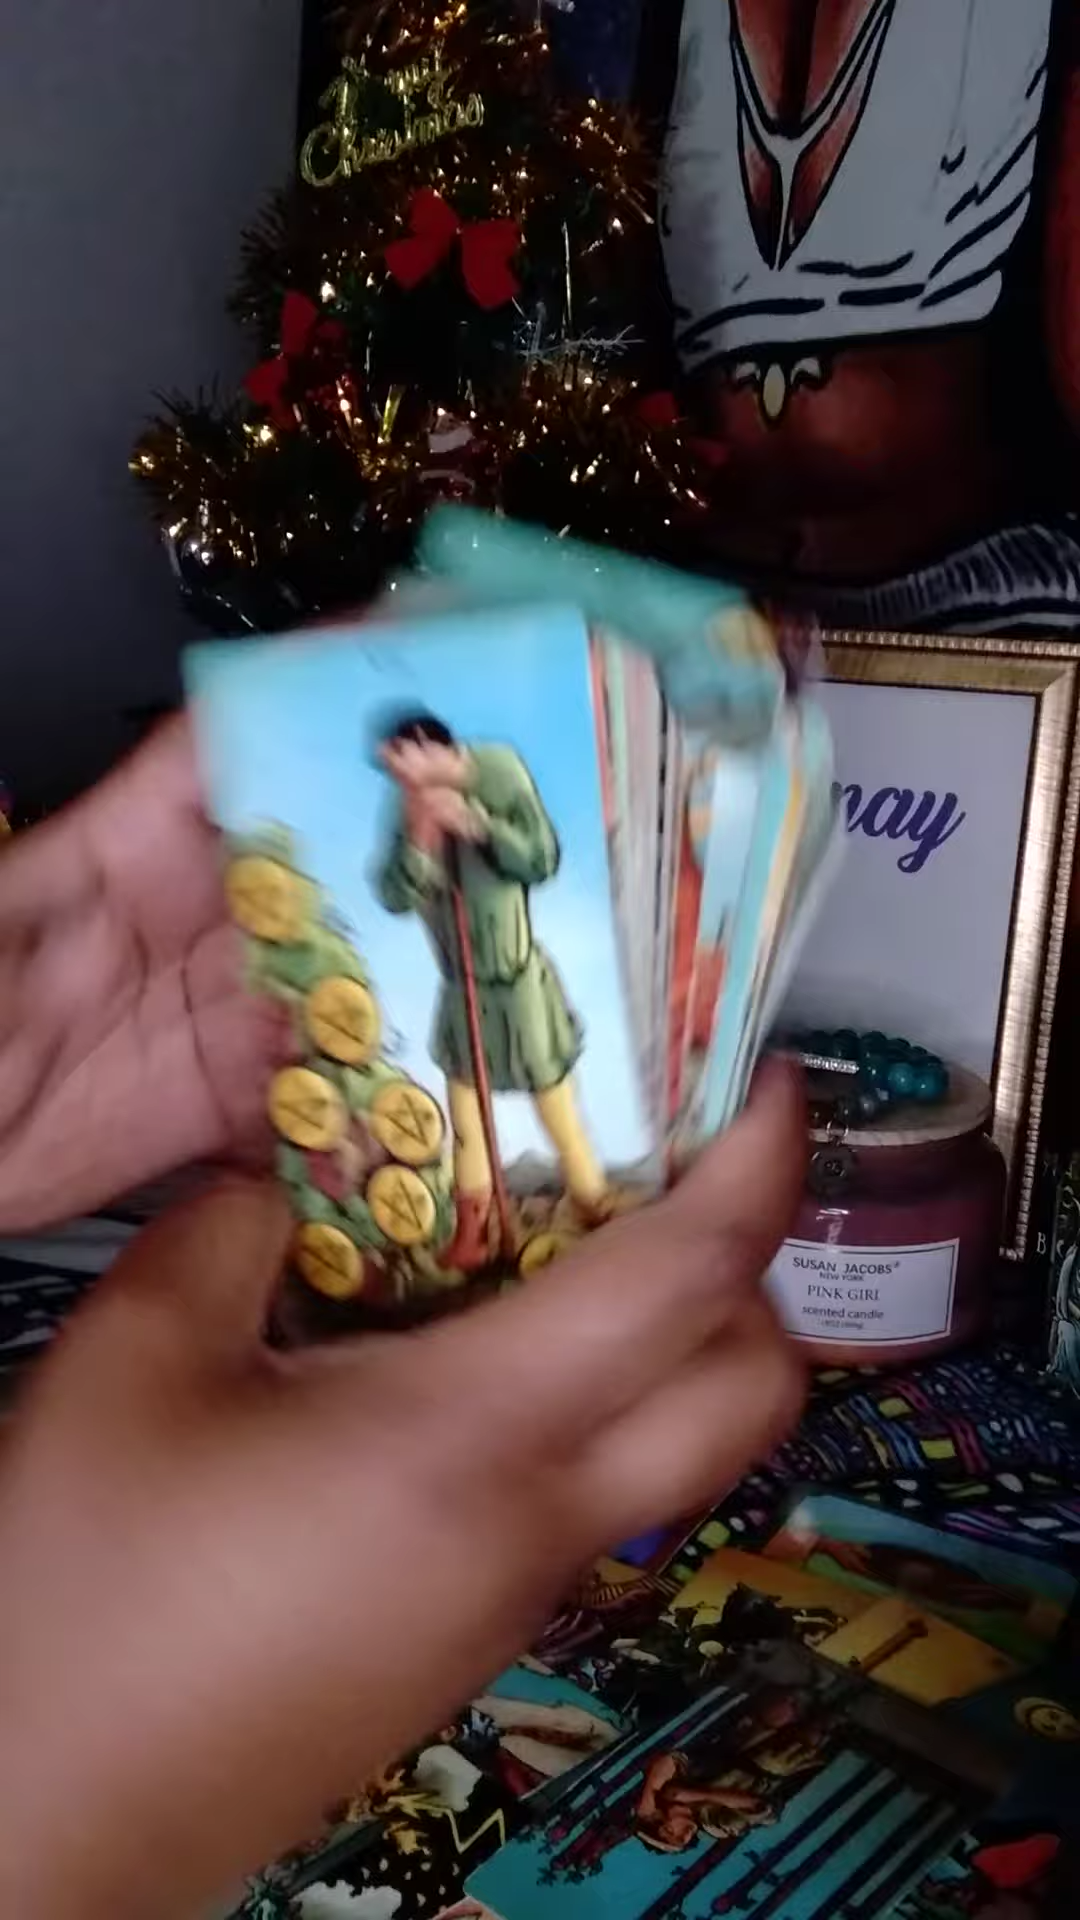 Merry
Christmas
nay
SUSAN JACOBS®
NEW YORK
PINK GIRL
scented candle
B